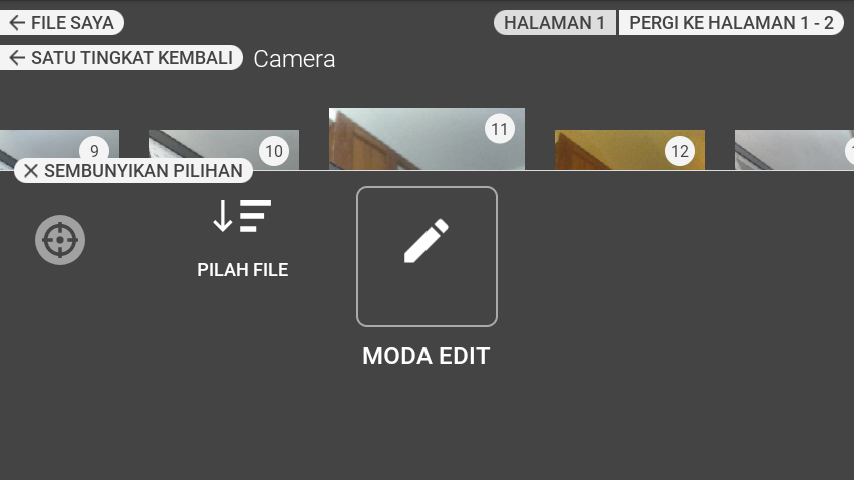 FILE SAYA
HALAMAN 1
PERGI KE HALAMAN 1 - 2
SATU TINGKAT KEMBALI
Camera
9
10
11
12
SEMBUNYIKAN PILIHAN
PILAH FILE
MODA EDIT